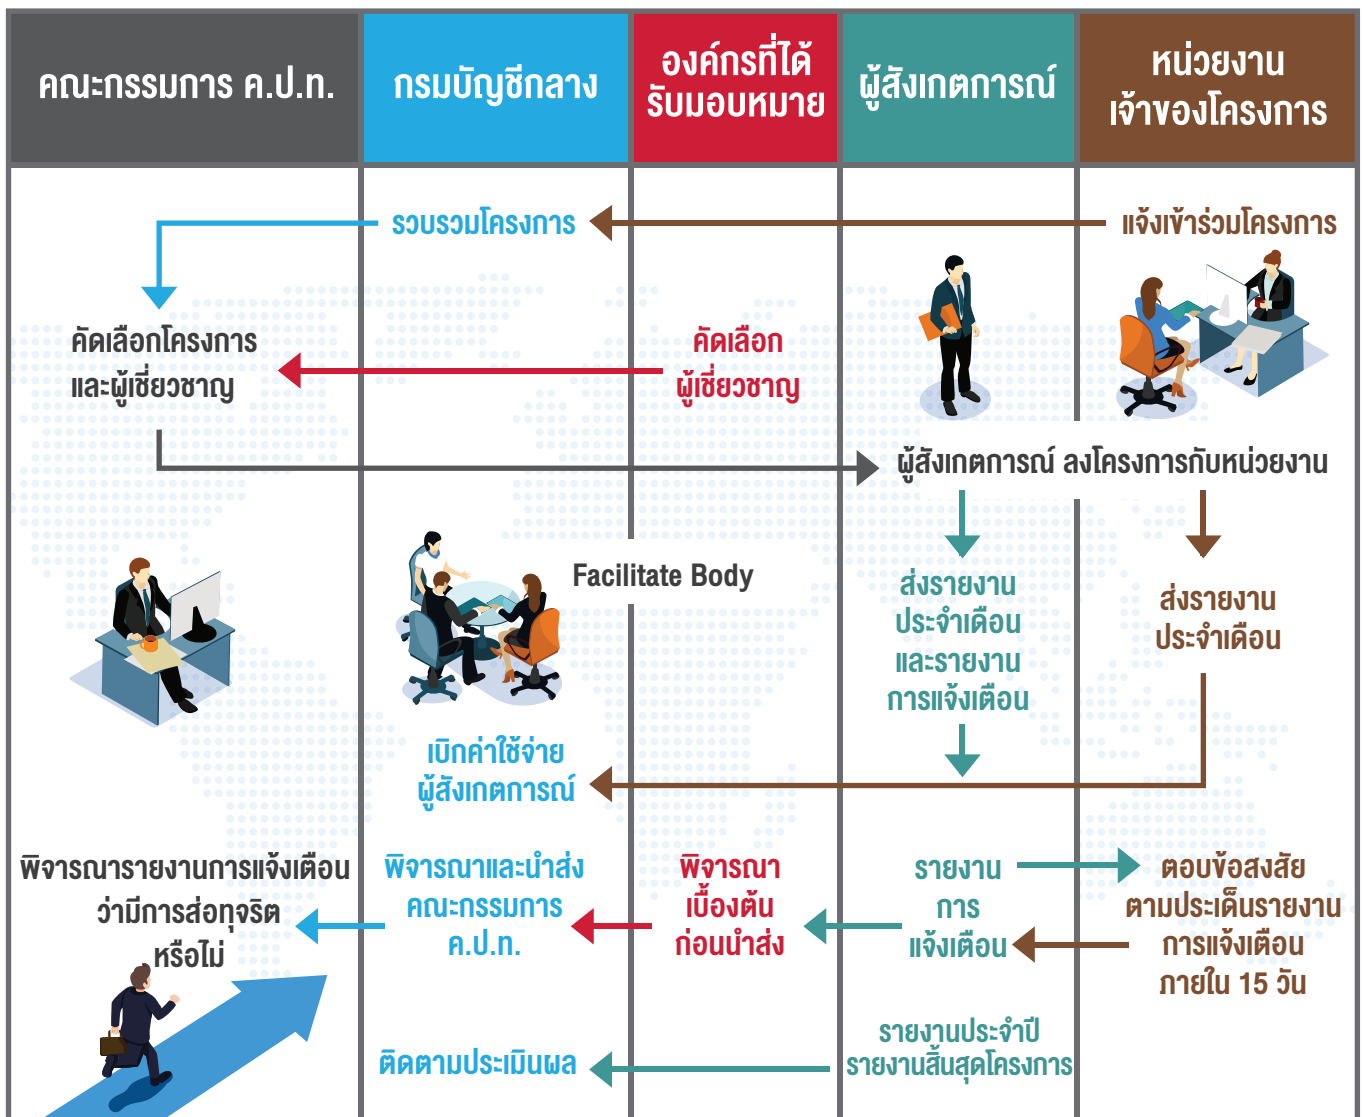 คณะกรรมการ ค.ป.ท.
กรมบัญชีกลาง
องค์กรที่ได้
รับมอบหมาย
ผู้สังเกตการณ์
หน่วยงาน
เจ้าของโครงการ
รวบรวมโครงการ
แจ้งเข้าร่วมโครงการ
คัดเลือกโครงการ
และผู้เชี่ยวชาญ
คัดเลือก
ผู้เชี่ยวชาญ
ผู้สังเกตการณ์ ลงโครงการกับหน่วยงาน
Facilitate Body
ส่งรายงาน
ประจำเดือน
และรายงาน
การแจ้งเตือน
ส่งรายงาน
ประจำเดือน
เบิกค่าใช้จ่าย
ผู้สังเกตการณ์
พิจารณารายงานการแจ้งเตือน
ว่ามีการส่อทุจริต
หรือไม่
พิจารณาและนำส่ง
คณะกรรมการ
ค.ป.ท.
พิจารณา
เบื้องต้น
ก่อนนำส่ง
รายงาน
การ
แจ้งเตือน
ตอบข้อสงสัย
ตามประเด็นรายงาน
การแจ้งเตือน
ภายใน 15 วัน
ติดตามประเมินผล
รายงานประจำปี
รายงานสิ้นสุดโครงการ